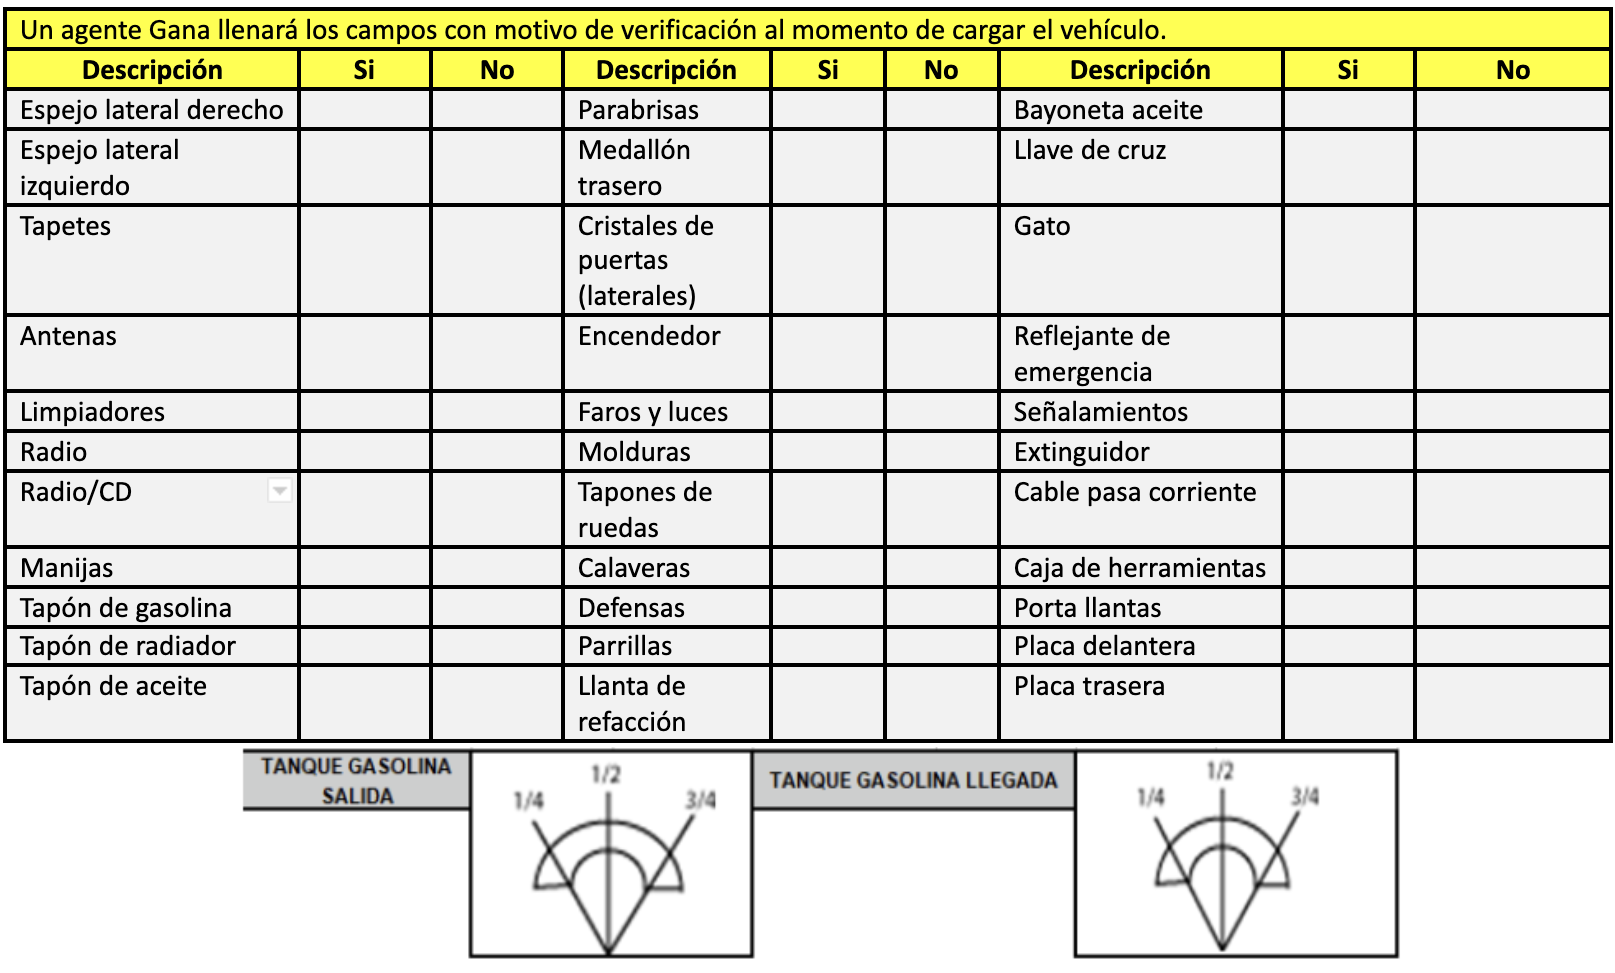 Un agente Gana llenará los campos con motivo de verificación al momento de cargar el vehículo.
Descripción Si No Descripción Si No Descripción Si No
Espejo lateral derecho Parabrisas Bayoneta aceite
Espejo lateral izquierdo Medallón trasero Llave de cruz
Tapetes Cristales de puertas (laterales) Gato
Antenas Encendedor Reflejante de emergencia
Limpiadores Faros y luces Señalamientos
Radio Molduras Extinguidor
Radio/CD Tapones de ruedas Cable pasa corriente
Manijas Calaveras Caja de herramientas
Tapón de gasolina Defensas Porta llantas
Tapón de radiador Parrillas Placa delantera
Tapón de aceite Llanta de refacción Placa trasera
TANQUE GASOLINA SALIDA
1/4 1/2 3/4
TANQUE GASOLINA LLEGADA
1/4 1/2 3/4